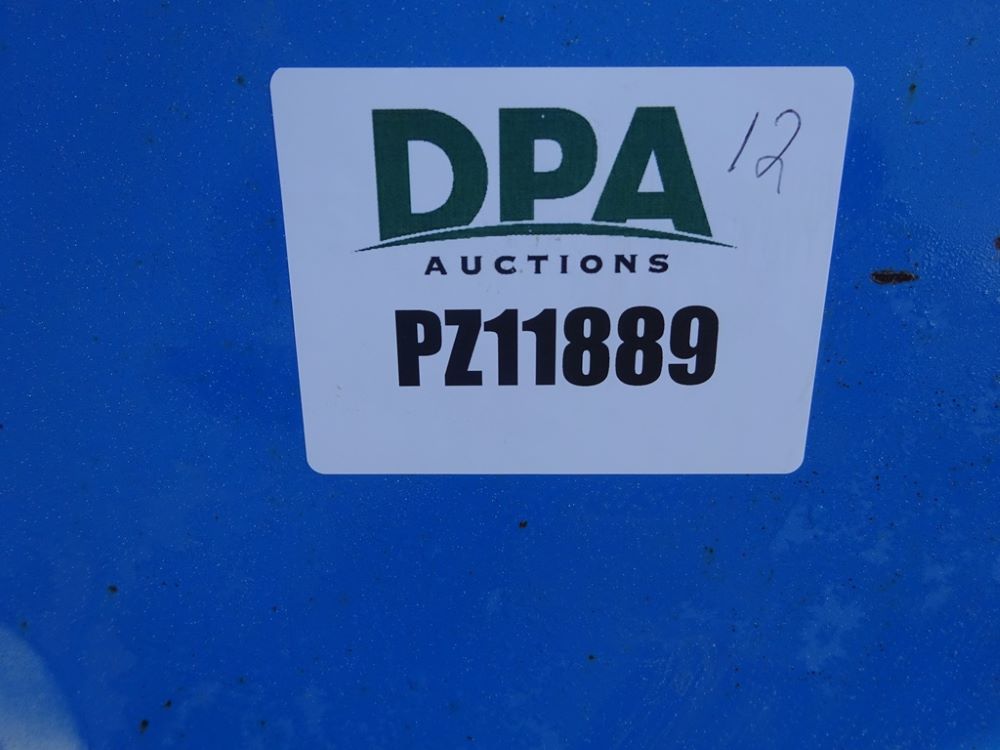 DPA
12
AUCTIONS
PZ11889